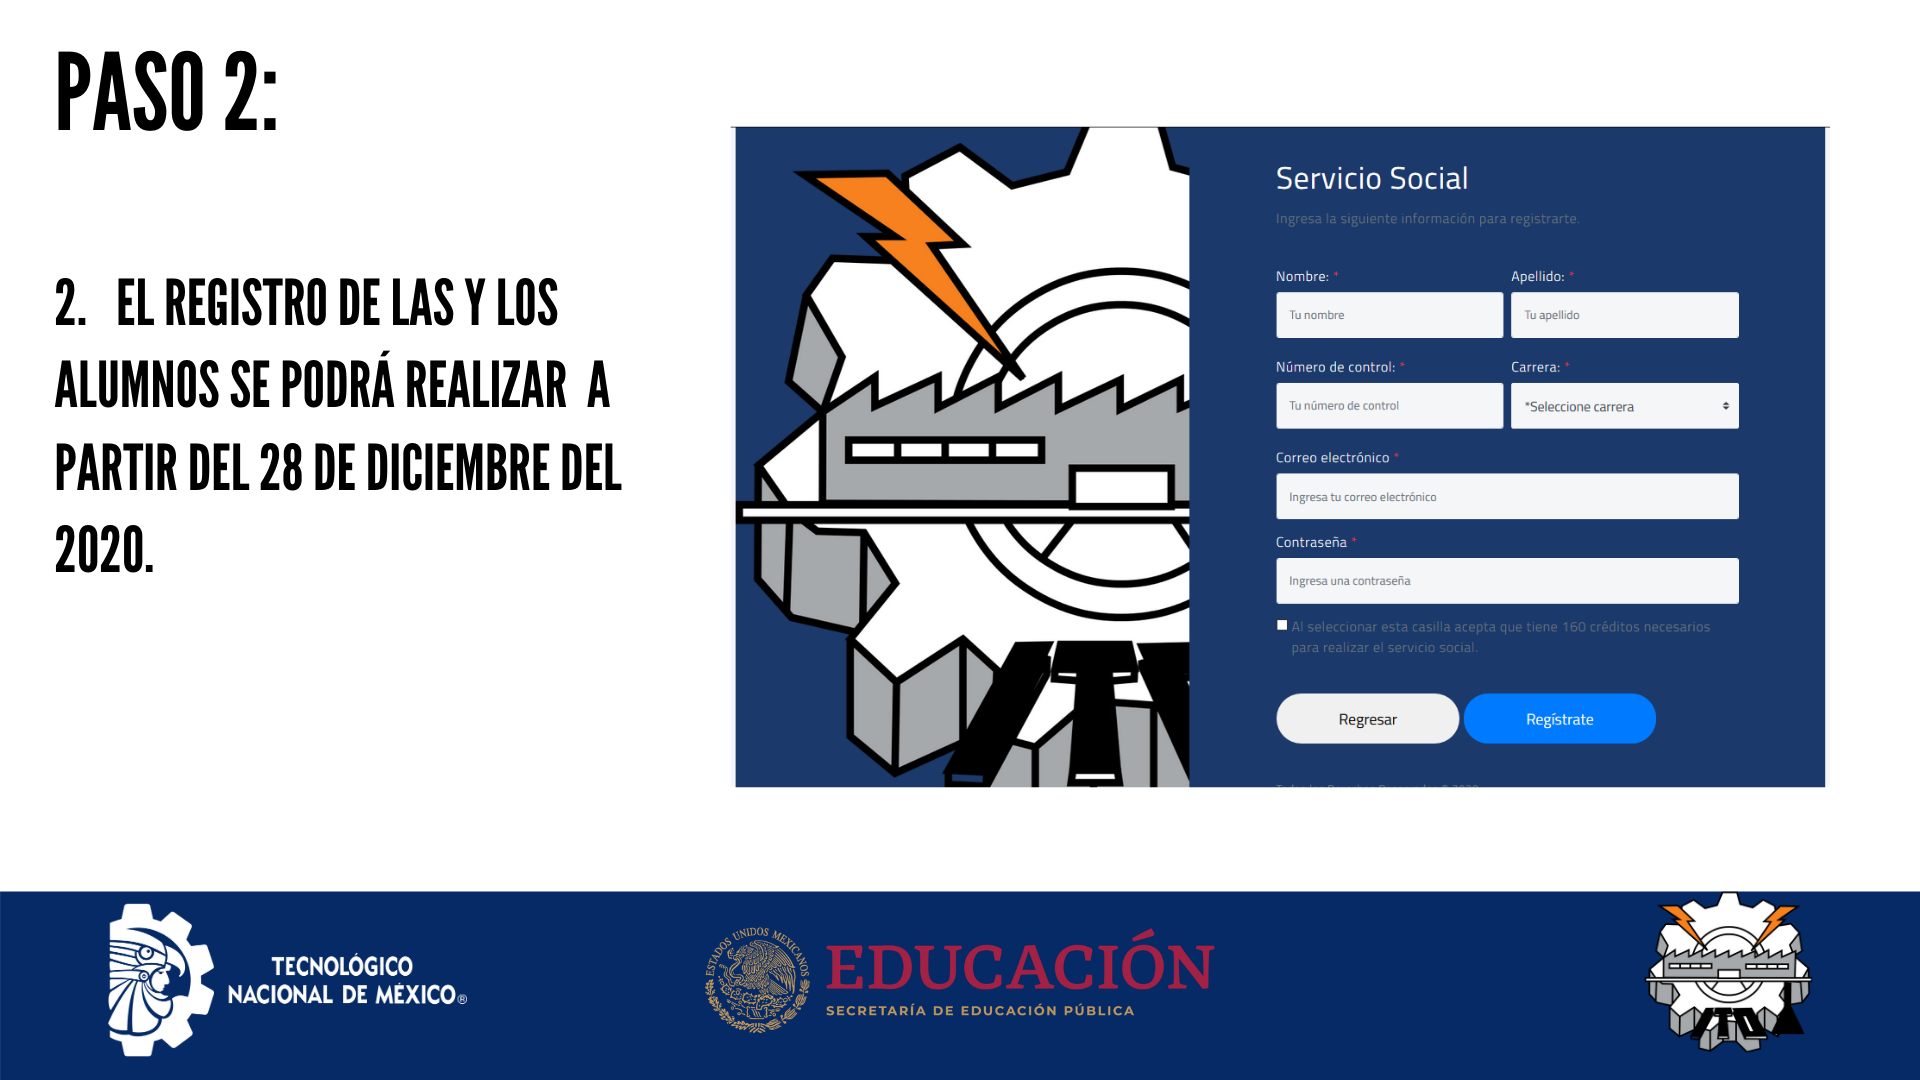 PASO 2:
2. EL REGISTRO DE LAS Y LOS
ALUMNOS SE PODRÁ REALIZAR A
PARTIR DEL 28 DE DICIEMBRE DEL
2020.
Servicio Social
Ingresa la siguiente información para registrarte.
Nombre: * Apellido: *
Tu nombre Tu apellido
Número de control: * Carrera: *
Tu número de control *Seleccione carrera
Correo electrónico *
Ingresa tu correo electrónico
Contraseña *
Ingresa una contraseña
Al seleccionar esta casilla acepta que tiene 160 créditos necesarios
para realizar el servicio social.
Regresar Regístrate
TECNOLÓGICO
NACIONAL DE MÉXICO®
ESTADOS UNIDOS MEXICANOS
EDUCACIÓN
SECRETARÍA DE EDUCACIÓN PÚBLICA